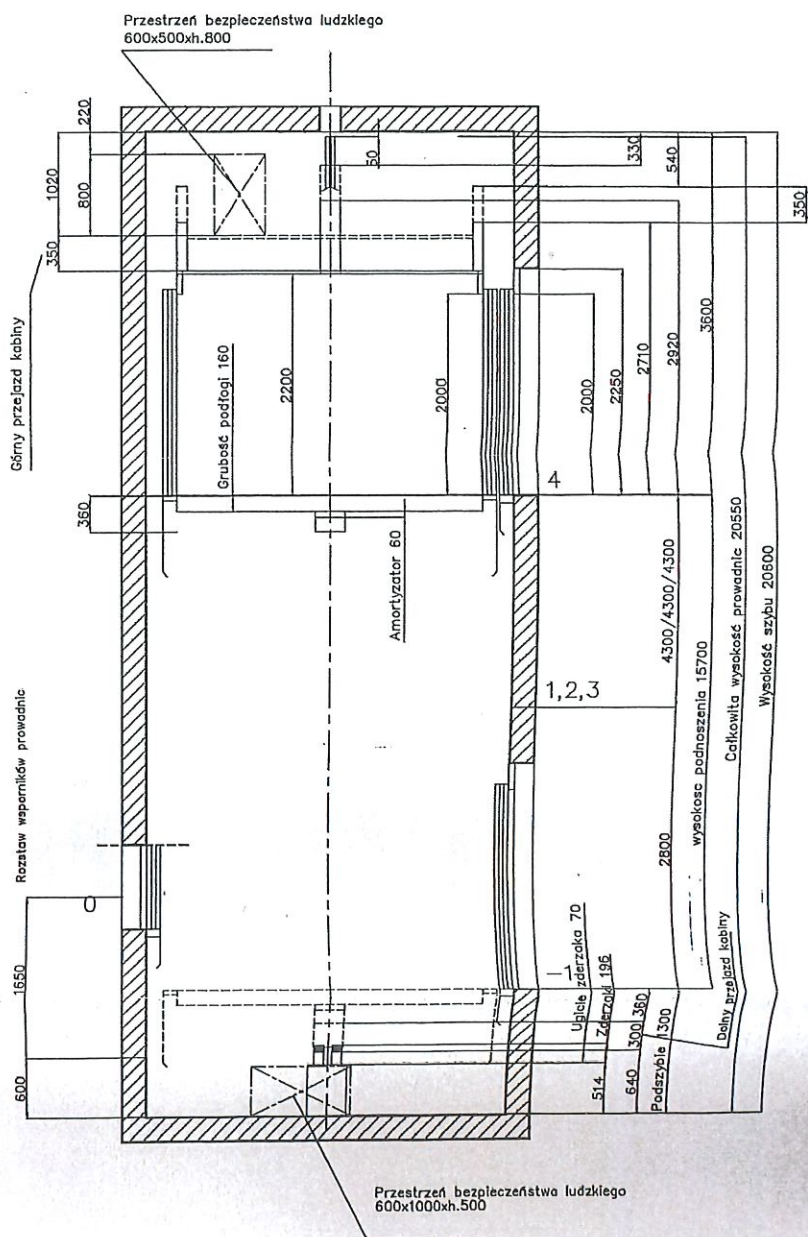 Przestrzeń bezpieczeństwa ludzkiego
600x500xh.800
220
1020
800
350
Górny przejazd kabiny
50
330
540
350
Grubość podłogi 160
2200
2000
2000
2250
2710
2920
3600
360
Amortyzator 60
4
4300/4300/4300
1,2,3
wysokosc podnoszenia 15700
Całkowita wysokość prowadnic 20550
Wysokość szybu 20600
Rozstaw wsporników prowadnic
0
1650
600
2800
-1
Ugięcie zderzaka 70
Zderzaki 196
360
300
Dolny przejazd kabiny
514
640
Podszybie 1300
Przestrzeń bezpieczeństwa ludzkiego
600x1000xh.500